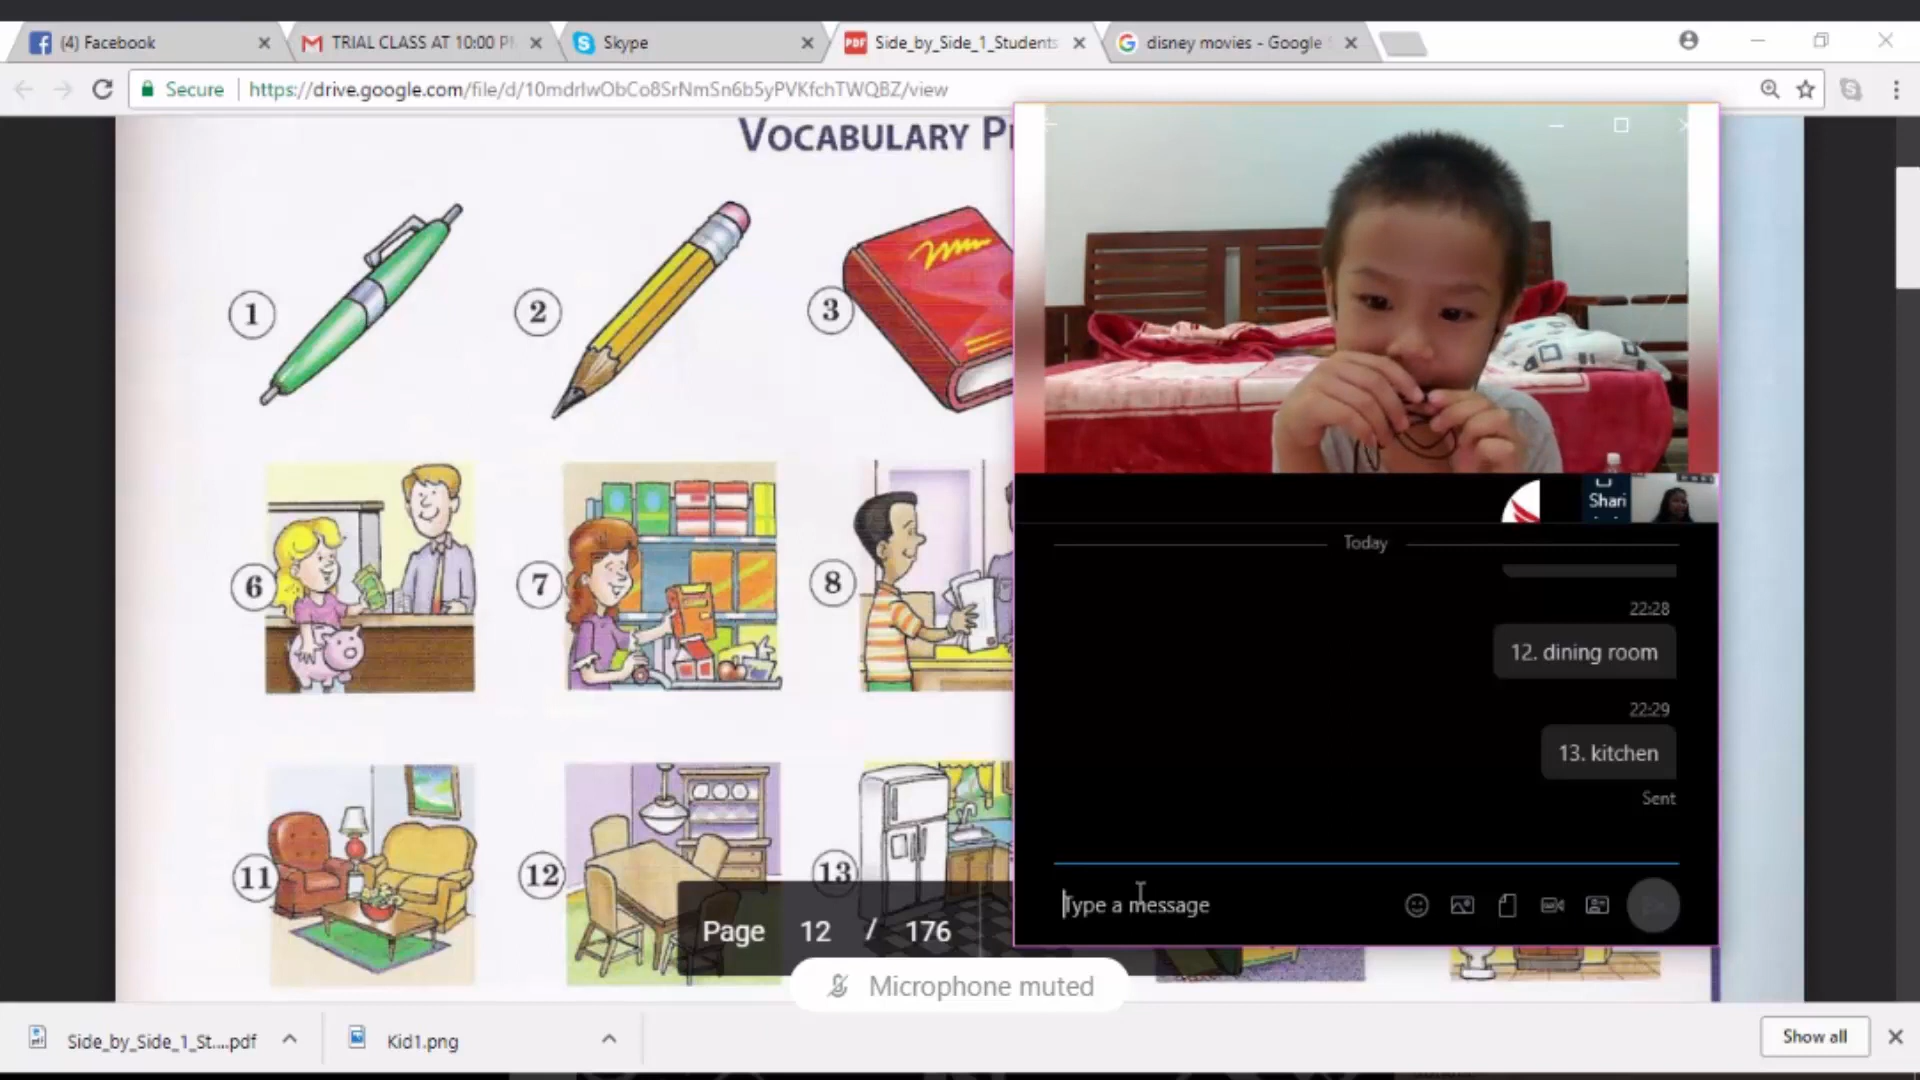 (4) Facebook
TRIAL CLASS AT 10:00 P
Skype
PDF
Side_by_Side_1_Students
disney movies - Google
Secure
https://drive.google.com/file/d/10mdrIwObCo8SrNmSn6b5yPVKfchTWQBZ/view
VOCABULARY P
1
2
3
6
7
8
11
12
13
Shari
Today
22:28
12. dining room
22:29
13. kitchen
Sent
Type a message
Page 12 / 176
Microphone muted
Side_by_Side_1_St....pdf
Kid1.png
Show all